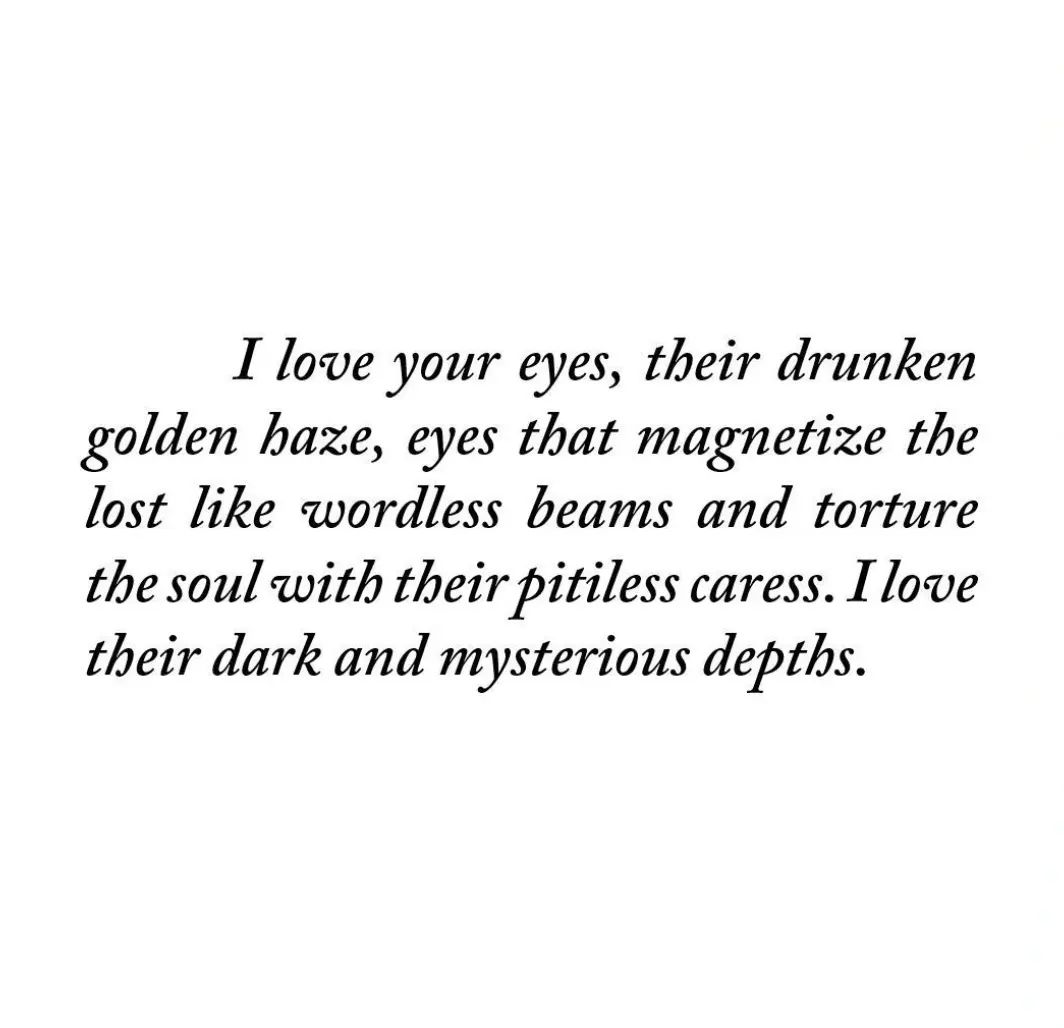 I love your eyes, their drunken
golden haze, eyes that magnetize the
lost like wordless beams and torture
the soul with their pitiless caress. I love
their dark and mysterious depths.